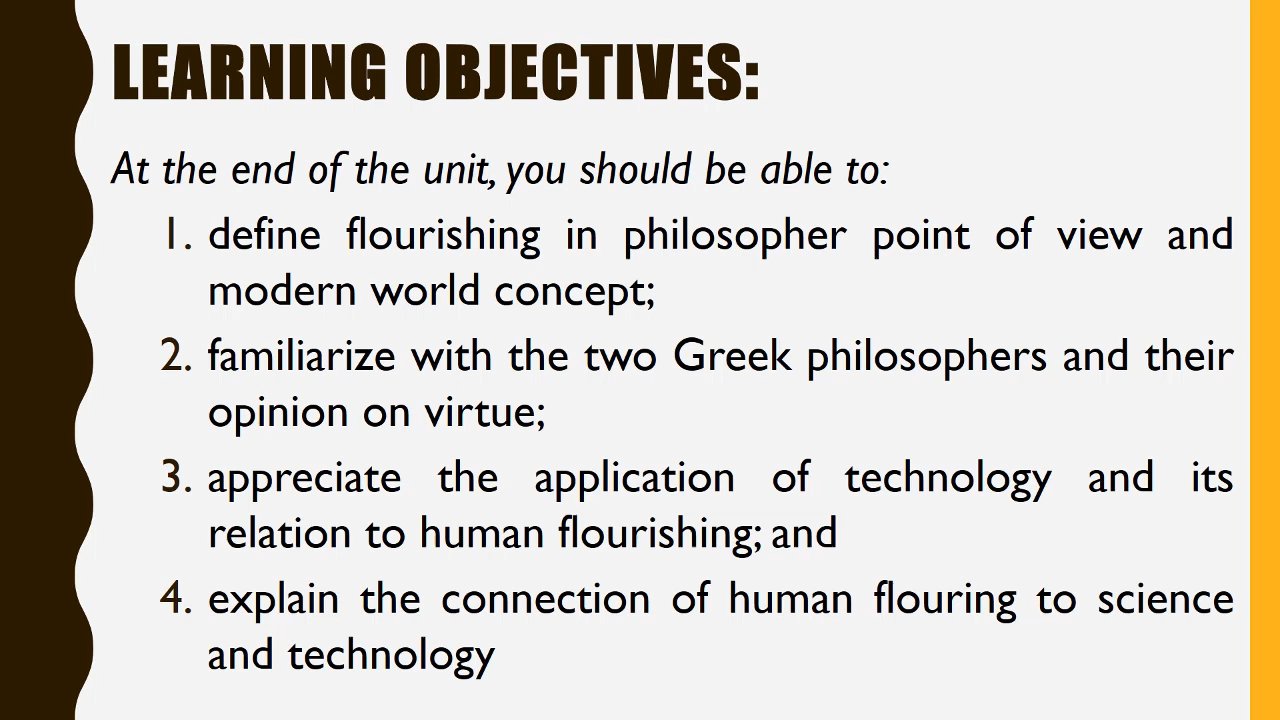 LEARNING OBJECTIVES:
At the end of the unit, you should be able to:
1. define flourishing in philosopher point of view and
modern world concept;
2. familiarize with the two Greek philosophers and their
opinion on virtue;
3. appreciate the application of technology and its
relation to human flourishing; and
4. explain the connection of human flouring to science
and technology